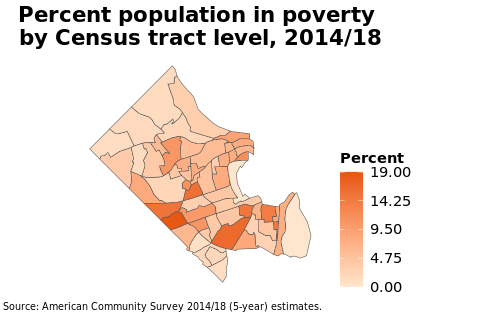 Percent population in poverty
by Census tract level, 2014/18
Percent
19.00
14.25
9.50
4.75
0.00
Source: American Community Survey 2014/18 (5-year) estimates.